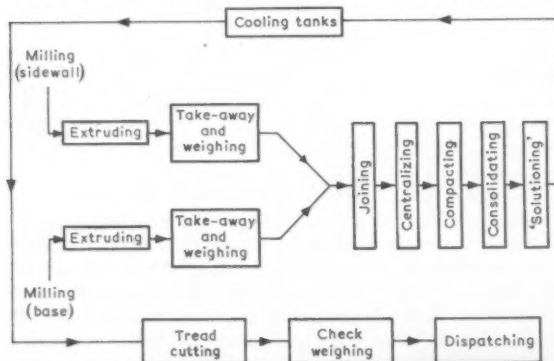 Cooling tanks
Milling
(sidewall)
Extruding
Take-away
and
weighing
Joining
Centralizing
Compacting
Consolidating
'Solutioning'
Extruding
Take-away
and
weighing
Milling
(base)
Tread
cutting
Check
weighing
Dispatching